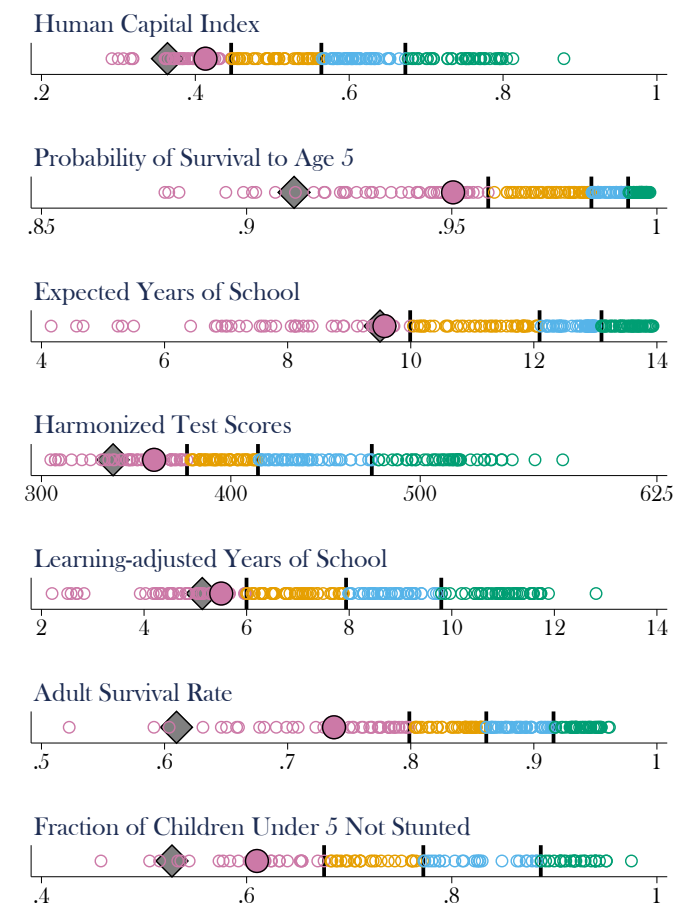 Human Capital Index
.2 .4 .6 .8 1
Probability of Survival to Age 5
.85 .9 .95 1
Expected Years of School
4 6 8 10 12 14
Harmonized Test Scores
300 400 500 625
Learning-adjusted Years of School
2 4 6 8 10 12 14
Adult Survival Rate
.5 .6 .7 .8 .9 1
Fraction of Children Under 5 Not Stunted
.4 .6 .8 1